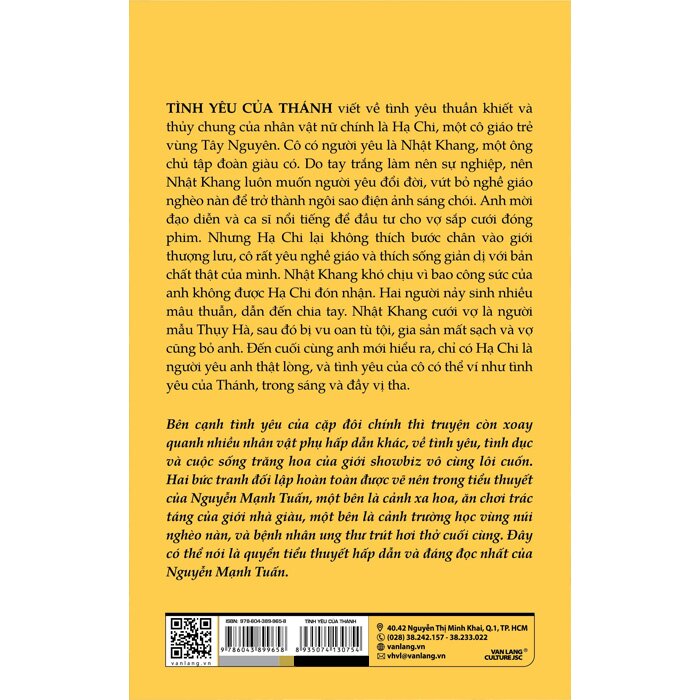 TÌNH YÊU CỦA THÁNH viết về tình yêu thuần khiết và
thủy chung của nhân vật nữ chính là Hạ Chi, một cô giáo trẻ
vùng Tây Nguyên. Cô có người yêu là Nhật Khang, một ông
chủ tập đoàn giàu có. Do tay trắng làm nên sự nghiệp, nên
Nhật Khang luôn muốn người yêu đổi đời, vứt bỏ nghề giáo
nghèo nàn để trở thành ngôi sao điện ảnh sáng chói. Anh mời
đạo diễn và ca sĩ nổi tiếng để đầu tư cho vợ sắp cưới đóng
phim. Nhưng Hạ Chi lại không thích bước chân vào giới
thượng lưu, cô rất yêu nghề giáo và thích sống giản dị với bản
chất thật của mình. Nhật Khang khó chịu vì bao công sức của
anh không được Hạ Chi đón nhận. Hai người nảy sinh nhiều
mâu thuẫn, dẫn đến chia tay. Nhật Khang cưới vợ là người
mẫu Thụy Hà, sau đó bị vu oan tù tội, gia sản mất sạch và vợ
cũng bỏ anh. Đến cuối cùng anh mới hiểu ra, chỉ có Hạ Chi là
người yêu anh thật lòng, và tình yêu của cô có thể ví như tình
yêu của Thánh, trong sáng và đầy vị tha.
Bên cạnh tình yêu của cặp đôi chính thì truyện còn xoay
quanh nhiều nhân vật phụ hấp dẫn khác, về tình yêu, tình dục
và cuộc sống trăng hoa của giới showbiz vô cùng lôi cuốn.
Hai bức tranh đối lập hoàn toàn được vẽ nên trong tiểu thuyết
của Nguyễn Mạnh Tuấn, một bên là cảnh xa hoa, ăn chơi trác
táng của giới nhà giàu, một bên là cảnh trường học vùng núi
nghèo nàn, và bệnh nhân ung thư trút hơi thở cuối cùng. Đây
có thể nói là quyển tiểu thuyết hấp dẫn và đáng đọc nhất của
Nguyễn Mạnh Tuấn.
ISBN: 978-604-389-965-8
TÌNH YÊU CỦA THÁNH
9 786043 899658
8 935074 130754
vanlang.vn
40.42 Nguyễn Thị Minh Khai, Q.1, TP. HCM
(028) 38.242.157 - 38.233.022
vanlang.vn
vhvl@vanlang.vn
VAN LANG
CULTURE.JSC